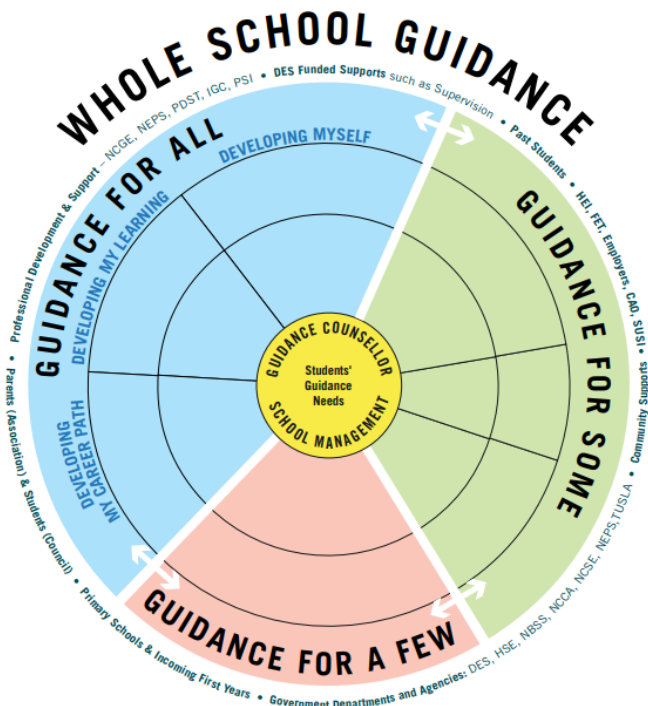 WHOLE SCHOOL GUIDANCE
Professional Development & Support – NCGE, NEPS, PDST, IGC, PSI • DES Funded Supports such as Supervision • Past Students • HEI, FET, Employers, CAO, SUSI • Community Supports • Government Departments and Agencies: DES, HSE, NBSS, NCCA, NCSE, NEPS,TUSLA • Primary Schools & Incoming First Years • Parents (Association) & Students (Council) •
GUIDANCE FOR ALL
DEVELOPING MYSELF
DEVELOPING MY LEARNING
DEVELOPING
MY CAREER PATH
GUIDANCE FOR SOME
GUIDANCE FOR A FEW
GUIDANCE COUNSELLOR
Students'
Guidance
Needs
SCHOOL MANAGEMENT